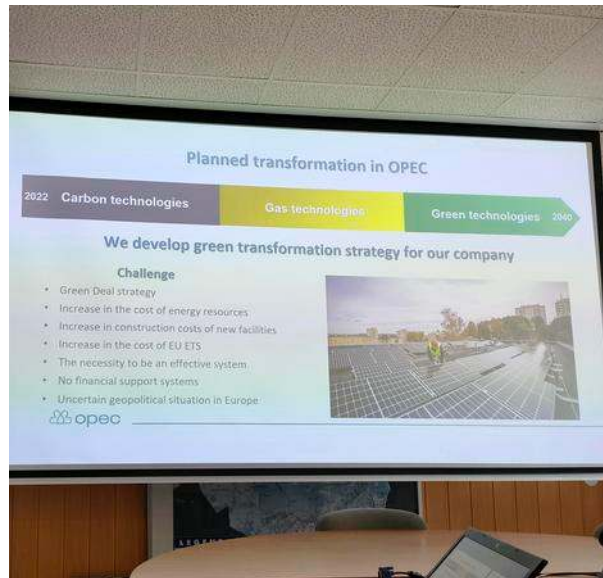 Planned transformation in OPEC
2022 Carbon technologies Gas technologies Green technologies 2040
We develop green transformation strategy for our company
Challenge
• Green Deal strategy
• Increase in the cost of energy resources
• Increase in construction costs of new facilities
• Increase in the cost of EU ETS
• The necessity to be an effective system
• No financial support systems
• Uncertain geopolitical situation in Europe
opec